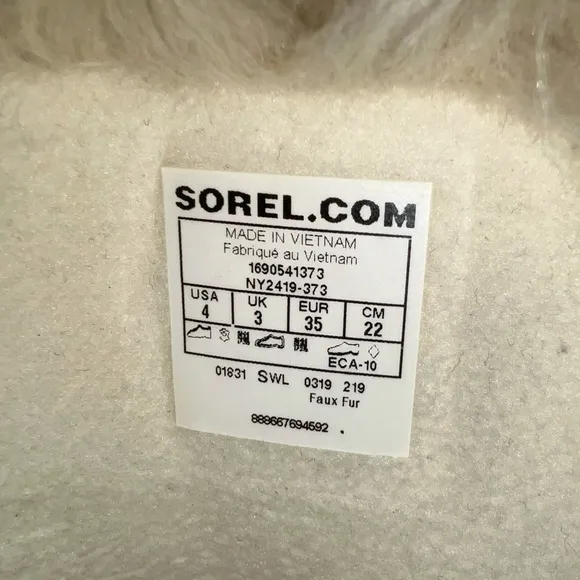 SOREL.COM
MADE IN VIETNAM
Fabriqué au Vietnam
1690541373
NY2419-373
USA UK EUR CM
4 3 35 22
ECA-10
01831 SWL 0319 219
Faux Fur
888667694592